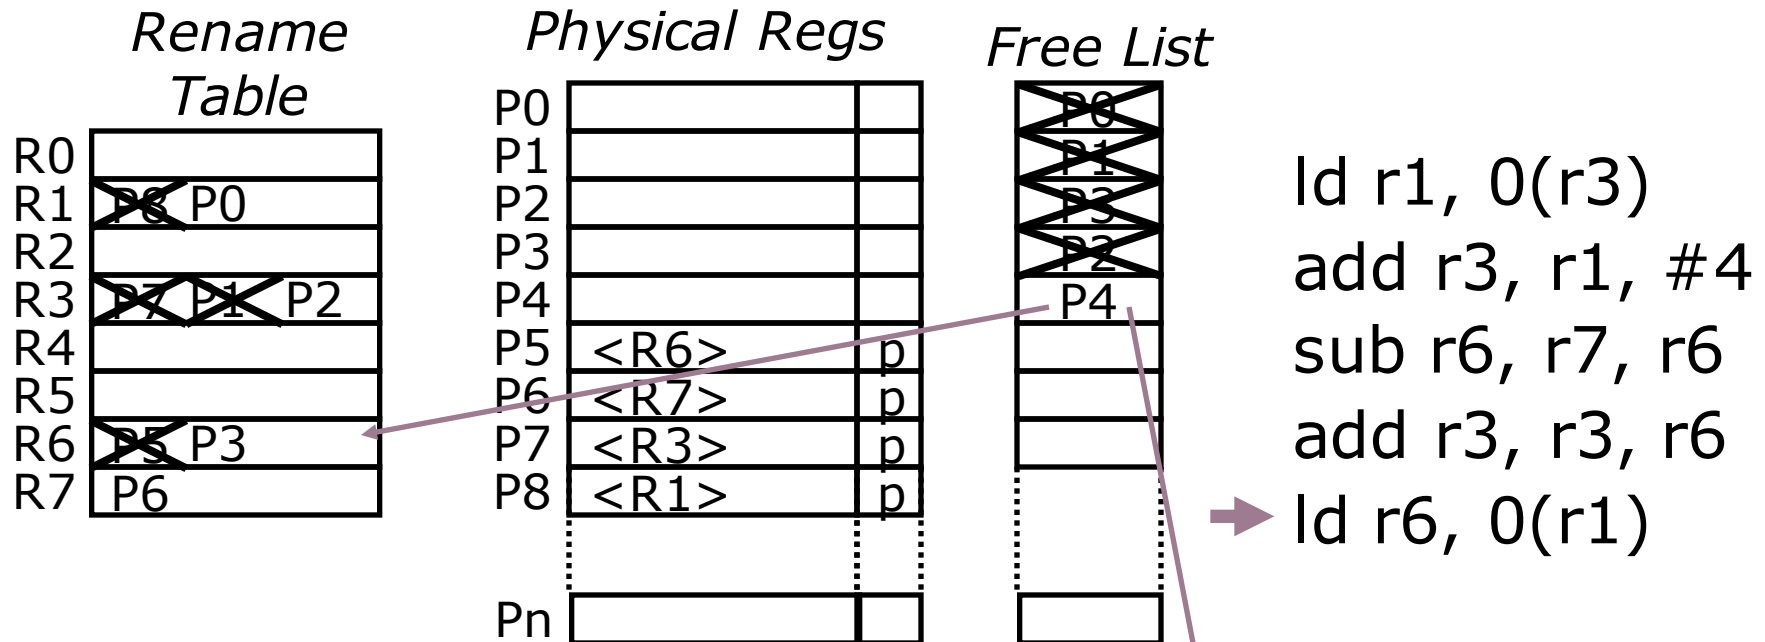 Rename
Table
R0
R1 P8 P0
R2
R3 P7 P1 P2
R4
R5
R6 P5 P3
R7 P6
Physical Regs
P0
P1
P2
P3
P4
P5 <R6> p
P6 <R7> p
P7 <R3> p
P8 <R1> p
Pn
Free List
P0
P1
P3
P2
P4
ld r1, 0(r3)
add r3, r1, #4
sub r6, r7, r6
add r3, r3, r6
ld r6, 0(r1)